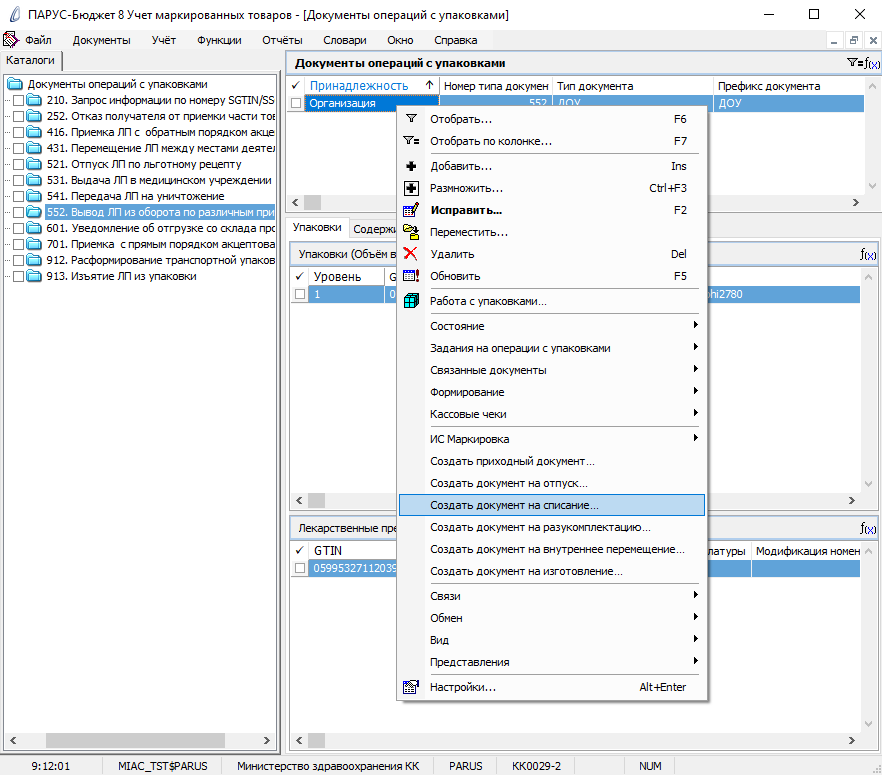 ПАРУС-Бюджет 8 Учет маркированных товаров - [Документы операций с упаковками]
Файл Документы Учёт Функции Отчёты Словари Окно Справка
Каталоги
Документы операций с упаковками
210. Запрос информации по номеру SGTIN/SS
252. Отказ получателя от приемки части тов
416. Приемка ЛП с обратным порядком акце
431. Перемещение ЛП между местами деятел
521. Отпуск ЛП по льготному рецепту
531. Выдача ЛП в медицинском учреждении
541. Передача ЛП на уничтожение
552. Вывод ЛП из оборота по различным при
601. Уведомление об отгрузке со склада про
701. Приемка с прямым порядком акцептова
912. Расформирование транспортной упаков
913. Изъятие ЛП из упаковки
Документы операций с упаковками
f(x)
Принадлежность Номер типа докумен Тип документа Префикс документа
Организация 552 ДОУ ДОУ
Упаковки Содержи
Упаковки (Объём в
f(x)
Уровень G
1 0 phi2780
Лекарственные пре
f(x)
GTIN латуры Модификация номен
0599532711203
Отобрать... F6
Отобрать по колонке... F7
Добавить... Ins
Размножить... Ctrl+F3
Исправить... F2
Переместить...
Удалить Del
Обновить F5
Работа с упаковками...
Состояние
Задания на операции с упаковками
Связанные документы
Формирование
Кассовые чеки
ИС Маркировка
Создать приходный документ...
Создать документ на отпуск...
Создать документ на списание...
Создать документ на разукомплектацию...
Создать документ на внутреннее перемещение...
Создать документ на изготовление...
Связи
Обмен
Вид
Представления
Настройки... Alt+Enter
9:12:01 MIAC_TST$PARUS Министерство здравоохранения КК PARUS КК0029-2 NUM